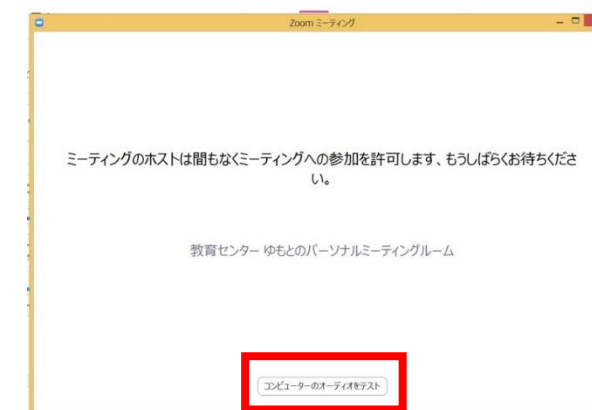 Zoom ミーティング
ミーティングのホストは間もなくミーティングへの参加を許可します、もうしばらくお待ちくださ
い。
教育センター ゆもとのパーソナルミーティングルーム
コンピューターのオーディオをテスト